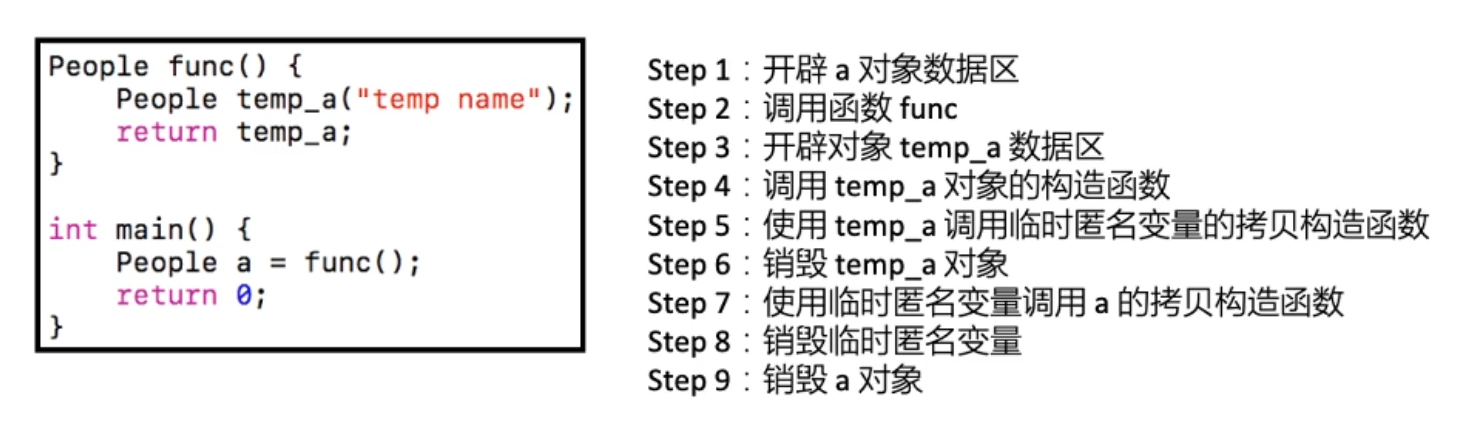 People func() {
    People temp_a("temp name");
    return temp_a;
}
int main() {
    People a = func();
    return 0;
}
Step 1：开辟 a 对象数据区
Step 2：调用函数 func
Step 3：开辟对象 temp_a 数据区
Step 4：调用 temp_a 对象的构造函数
Step 5：使用 temp_a 调用临时匿名变量的拷贝构造函数
Step 6：销毁 temp_a 对象
Step 7：使用临时匿名变量调用 a 的拷贝构造函数
Step 8：销毁临时匿名变量
Step 9：销毁 a 对象